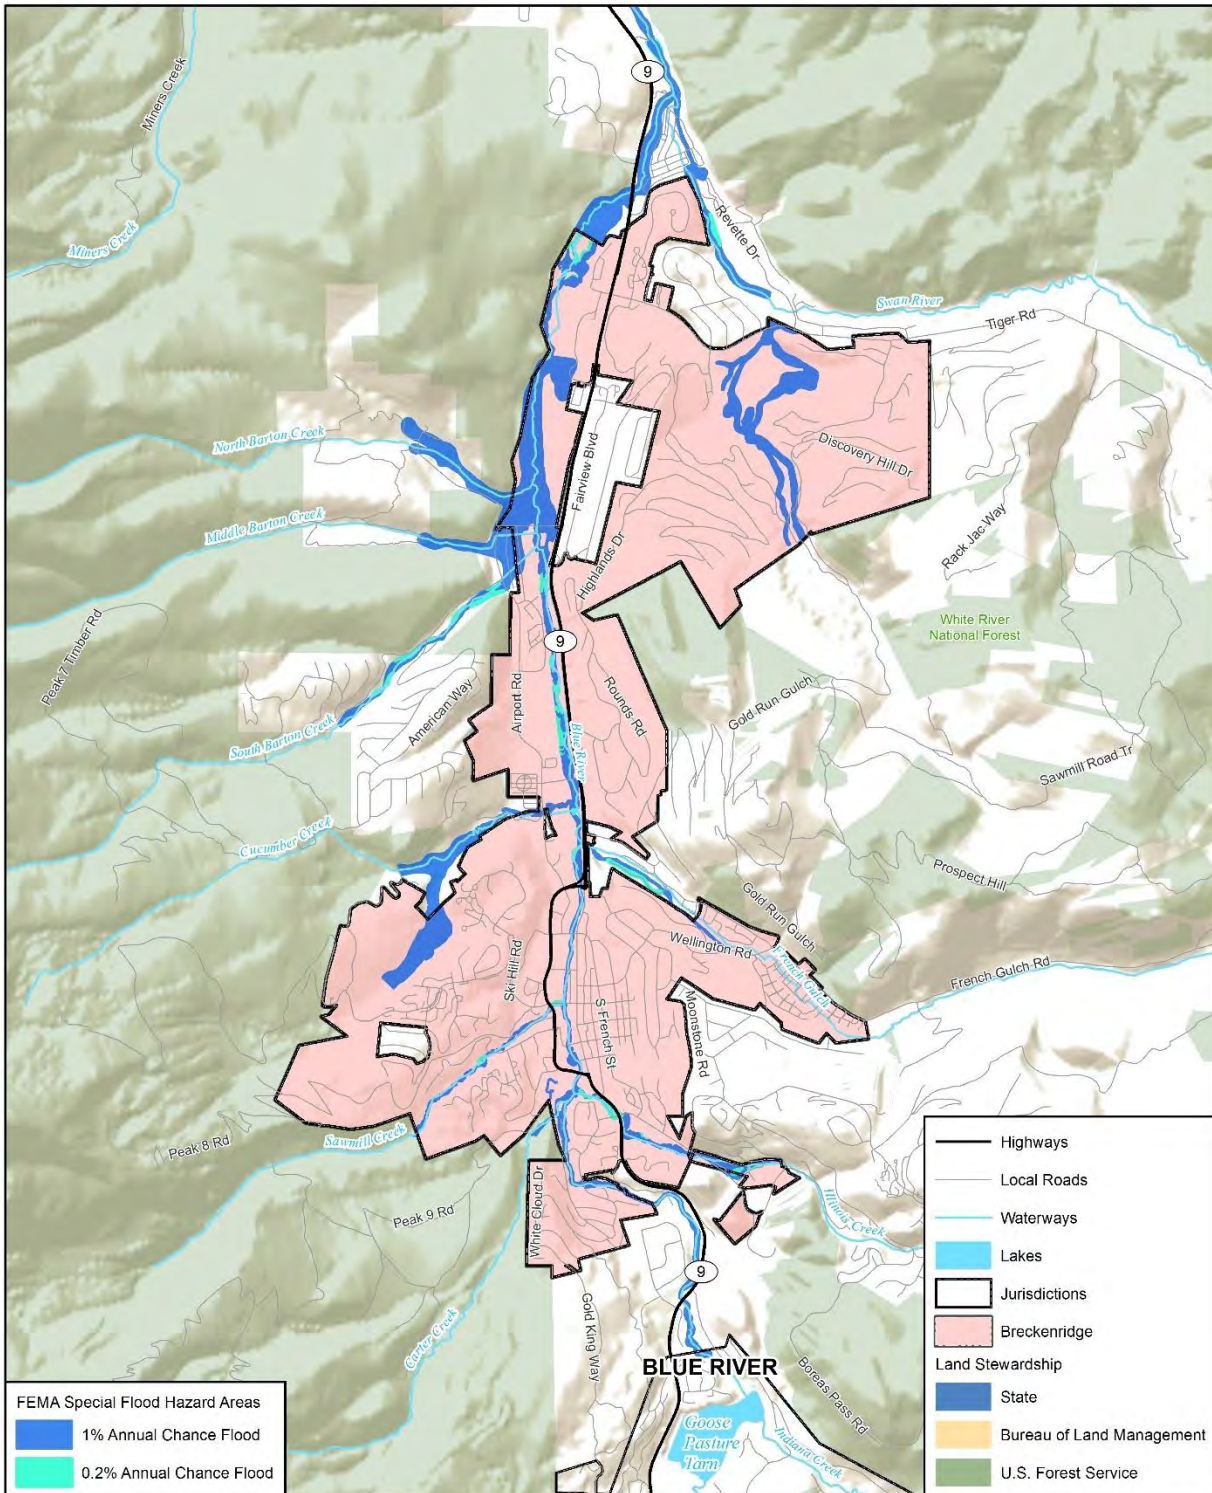 9
Miners Creek
Miners Creek
Revette Dr
Swan River
Tiger Rd
North Barton Creek
Fairview Blvd
Discovery Hill Dr
Middle Barton Creek
Rack Jac Way
Highlands Dr
White River
National Forest
Peak 7 Timber Rd
9
American Way
Airport Rd
Rounds Rd
Gold Run Gulch
South Barton Creek
Blue River
Sawmill Road Tr
Cucumber Creek
Prospect Hill
Gold Run Gulch
Wellington Rd
French Gulch
French Gulch Rd
Ski Hill Rd
S French St
Moonstone Rd
Peak 8 Rd
Sawmill Creek
Illinois Creek
Peak 9 Rd
White Cloud Dr
9
Carter Creek
Gold King Way
BLUE RIVER
Boreas Pass Rd
Goose
Pasture
Tarn
Indiana Creek
FEMA Special Flood Hazard Areas
1% Annual Chance Flood
0.2% Annual Chance Flood
Highways
Local Roads
Waterways
Lakes
Jurisdictions
Breckenridge
Land Stewardship
State
Bureau of Land Management
U.S. Forest Service